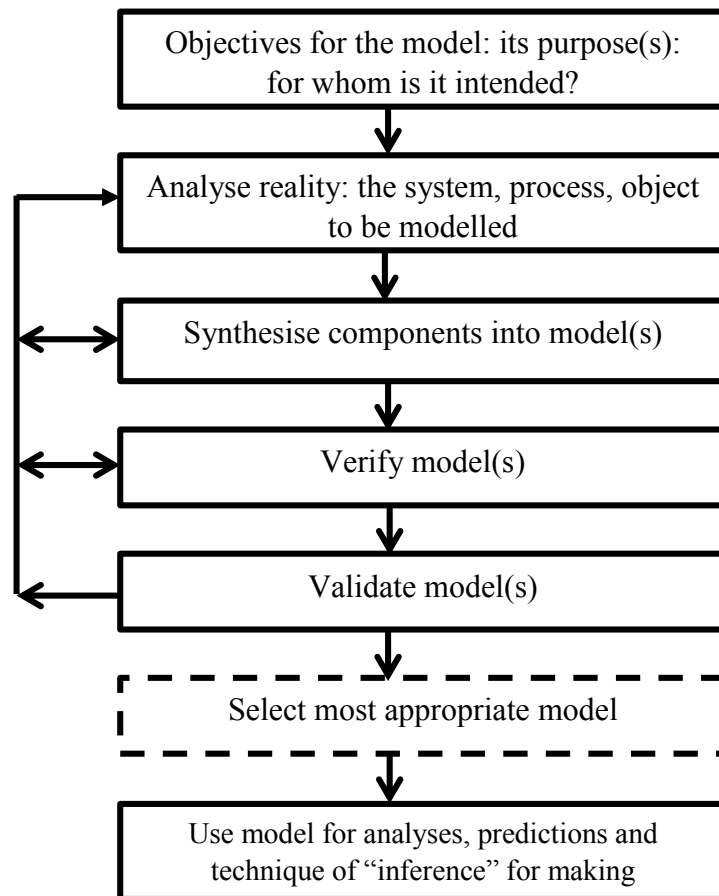 Objectives for the model: its purpose(s):
for whom is it intended?
Analyse reality: the system, process, object
to be modelled
Synthesise components into model(s)
Verify model(s)
Validate model(s)
Select most appropriate model
Use model for analyses, predictions and
technique of “inference” for making